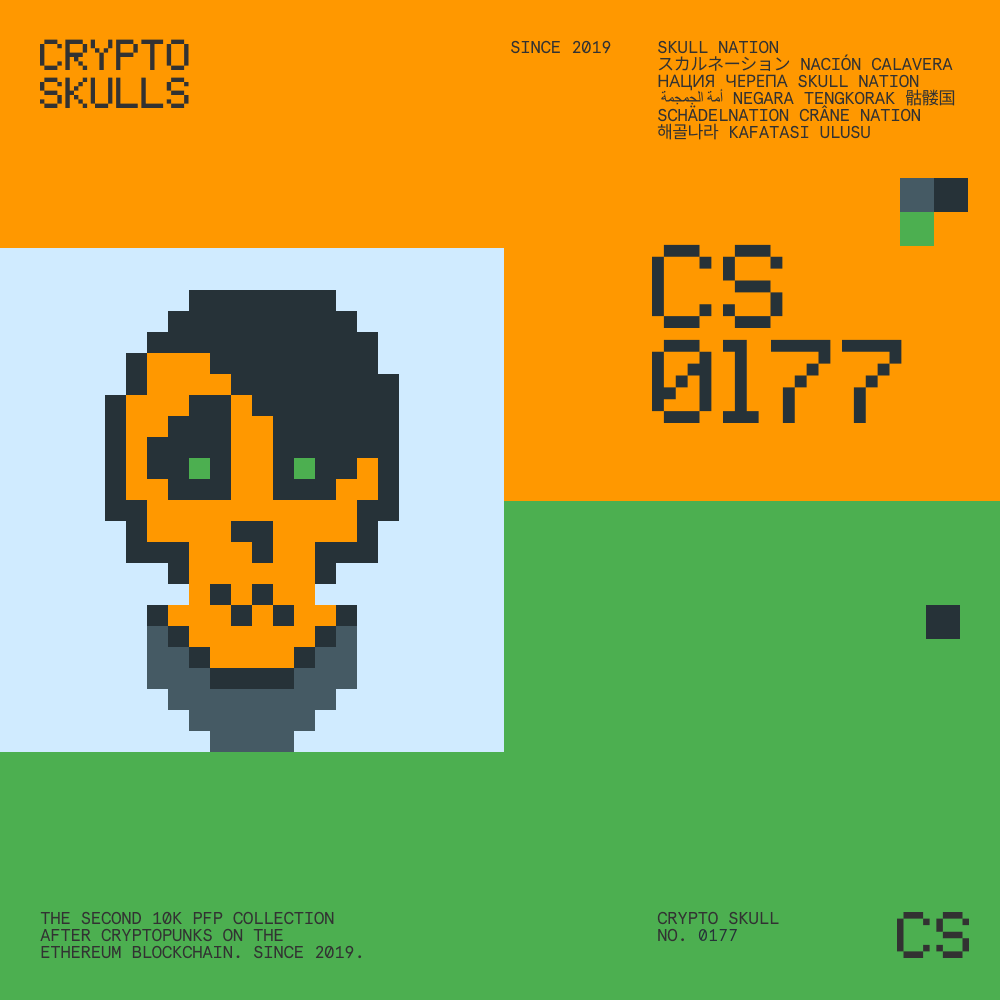 CRYPTO
SKULLS
SINCE 2019
SKULL NATION
スカルネーション NACIÓN CALAVERA
НАЦИЯ ЧЕРЕПА SKULL NATION
أمة الجمجمة NEGARA TENGKORAK 骷髅国
SCHÄDELNATION CRÂNE NATION
해골나라 KAFATASI ULUSU
CS
0177
THE SECOND 10K PFP COLLECTION
AFTER CRYPTOPUNKS ON THE
ETHEREUM BLOCKCHAIN. SINCE 2019.
CRYPTO SKULL
NO. 0177
CS